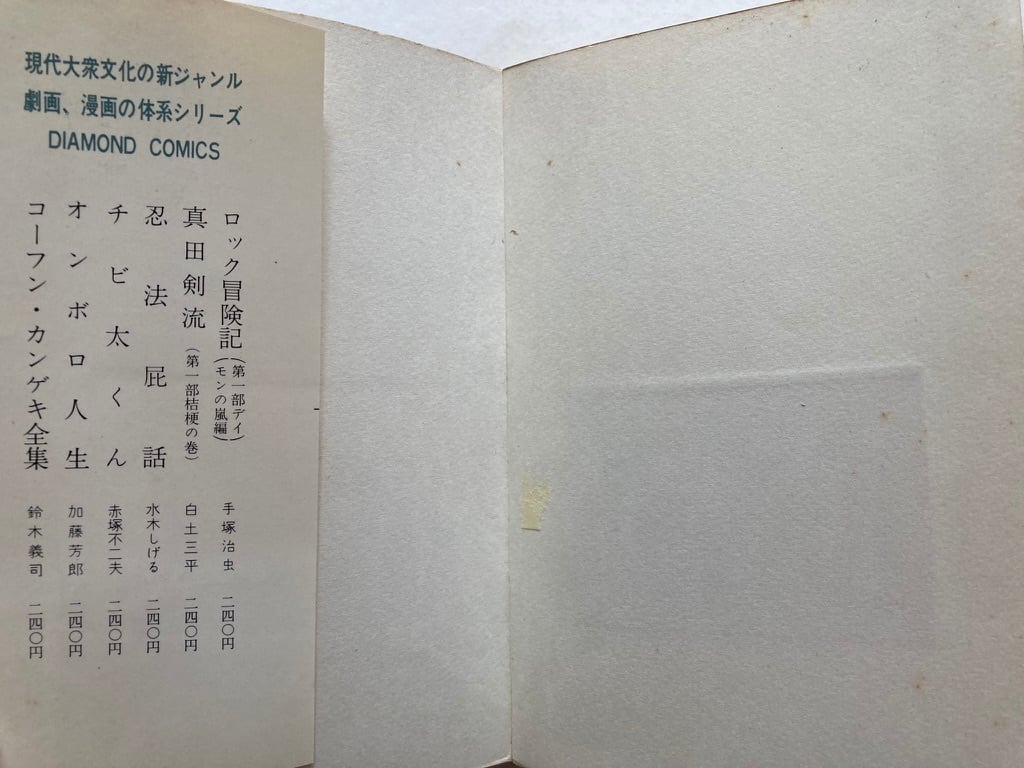 現代大衆文化の新ジャンル
劇画、漫画の体系シリーズ
DIAMOND COMICS
ロック冒険記(第一部デイモンの嵐編) 手塚治虫 二四〇円
真田剣流(第一部桔梗の巻) 白土三平 二四〇円
忍法屁話 水木しげる 二四〇円
チビ太くん 赤塚不二夫 二四〇円
オンボロ人生 加藤芳郎 二四〇円
コーフン・カンゲキ全集 鈴木義司 二四〇円